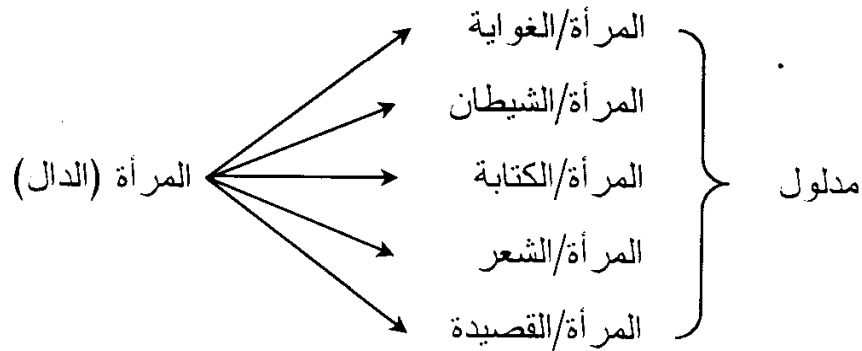 المرأة/الغواية
المرأة/الشيطان
المرأة (الدال)
المرأة/الكتابة
مدلول
المرأة/الشعر
المرأة/القصيدة